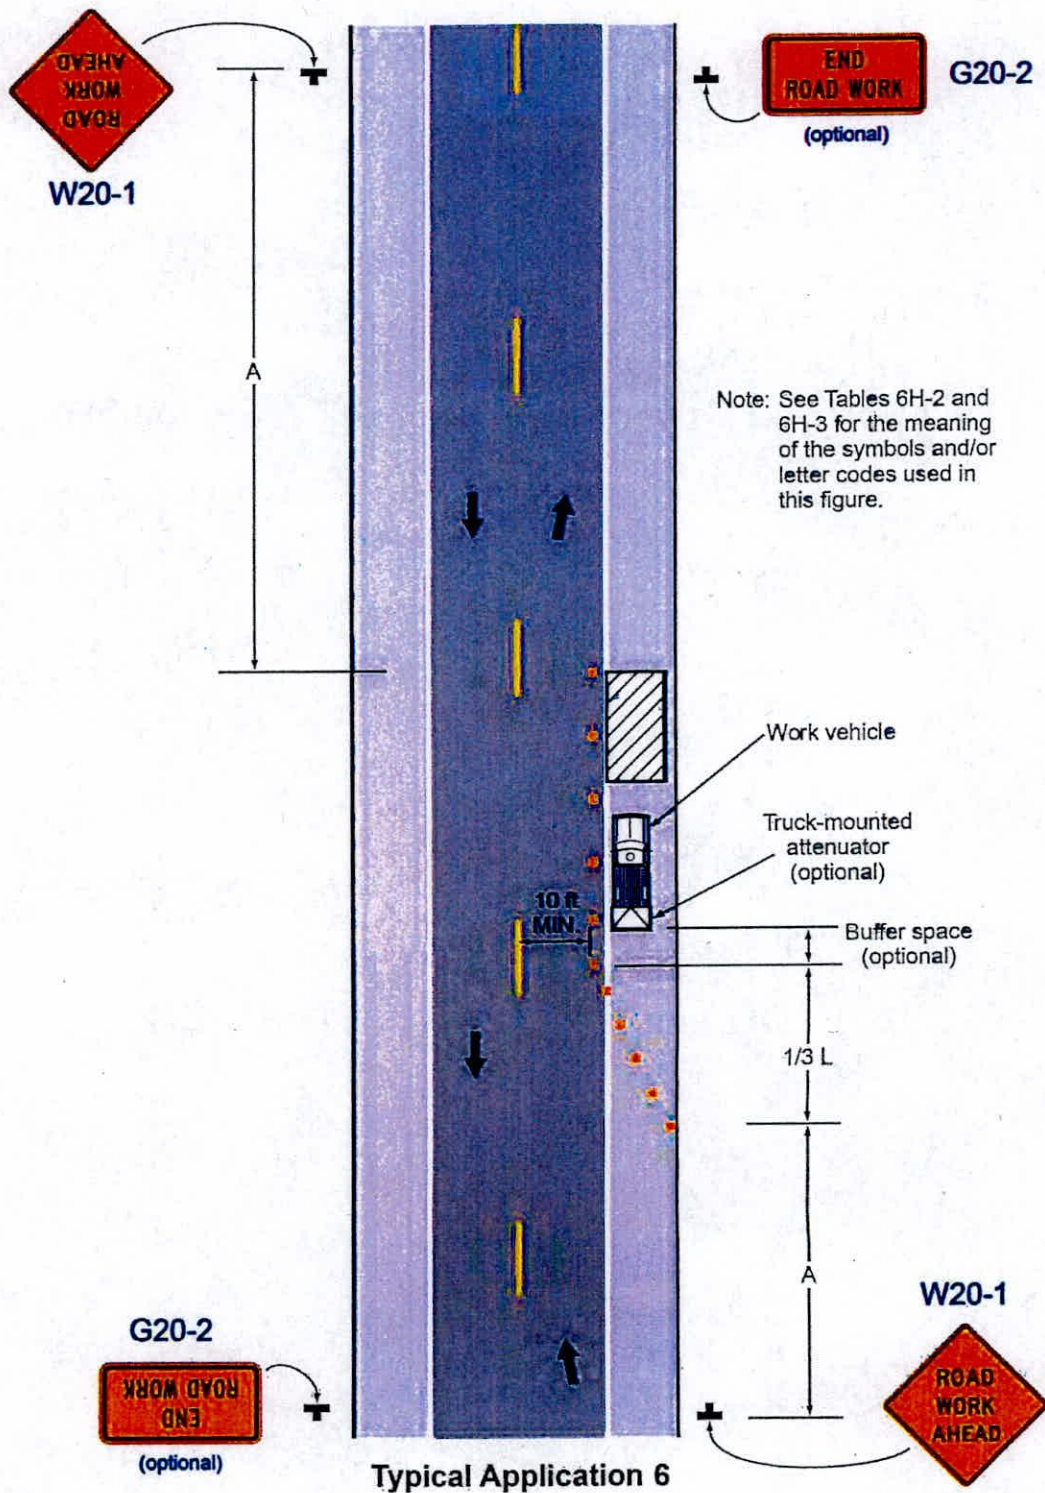 ROAD
WORK
AHEAD
W20-1
END
ROAD WORK
(optional)
G20-2
A
Note: See Tables 6H-2 and
6H-3 for the meaning
of the symbols and/or
letter codes used in
this figure.
Work vehicle
Truck-mounted
attenuator
(optional)
10 ft
MIN.
Buffer space
(optional)
1/3 L
A
G20-2
END
ROAD WORK
(optional)
W20-1
ROAD
WORK
AHEAD
Typical Application 6